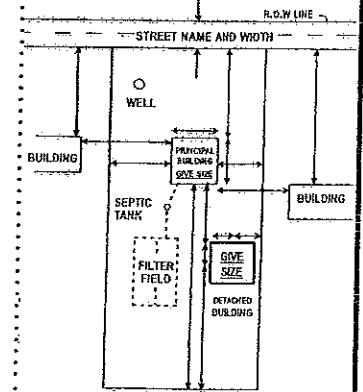 R.O.W LINE
STREET NAME AND WIDTH
WELL
PRINCIPAL
BUILDING
GIVE SIZE
BUILDING
BUILDING
SEPTIC
TANK
FILTER
FIELD
GIVE
SIZE
DETACHED
BUILDING